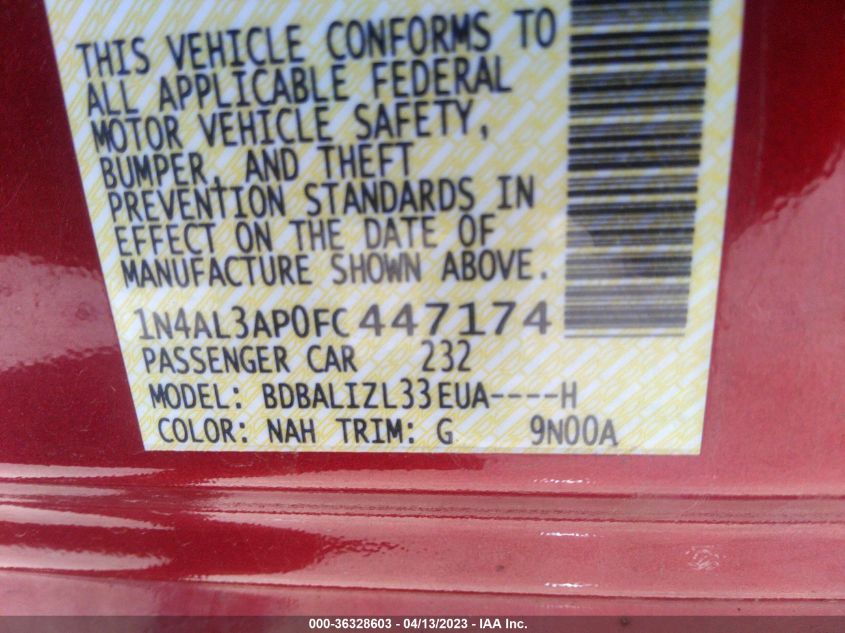 THIS VEHICLE CONFORMS TO
ALL APPLICABLE FEDERAL
MOTOR VEHICLE SAFETY,
BUMPER, AND THEFT
PREVENTION STANDARDS IN
EFFECT ON THE DATE OF
MANUFACTURE SHOWN ABOVE.
1N4AL3AP0FC447174
PASSENGER CAR 232
MODEL: BDBALIZL33EUA----H
COLOR: NAH TRIM: G 9N00A
000-36328603 - 04/13/2023 - IAA Inc.